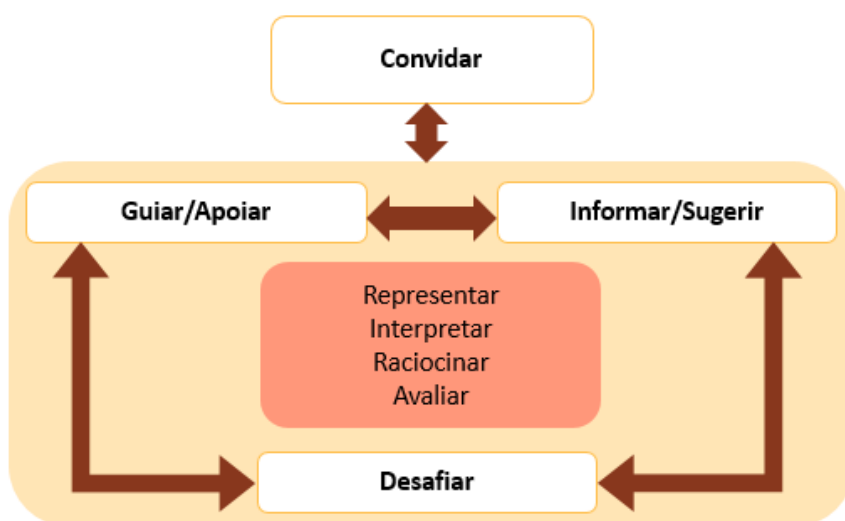 Convidar
Guiar/Apoiar
Informar/Sugerir
Representar
Interpretar
Raciocinar
Avaliar
Desafiar